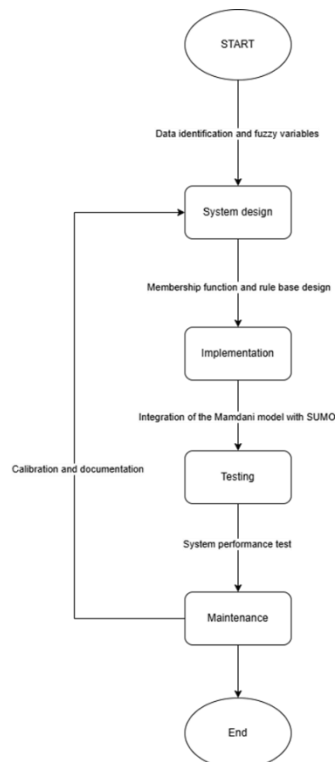 START
Data identification and fuzzy variables
System design
Membership function and rule base design
Implementation
Integration of the Mamdani model with SUMO
Calibration and documentation
Testing
System performance test
Maintenance
End